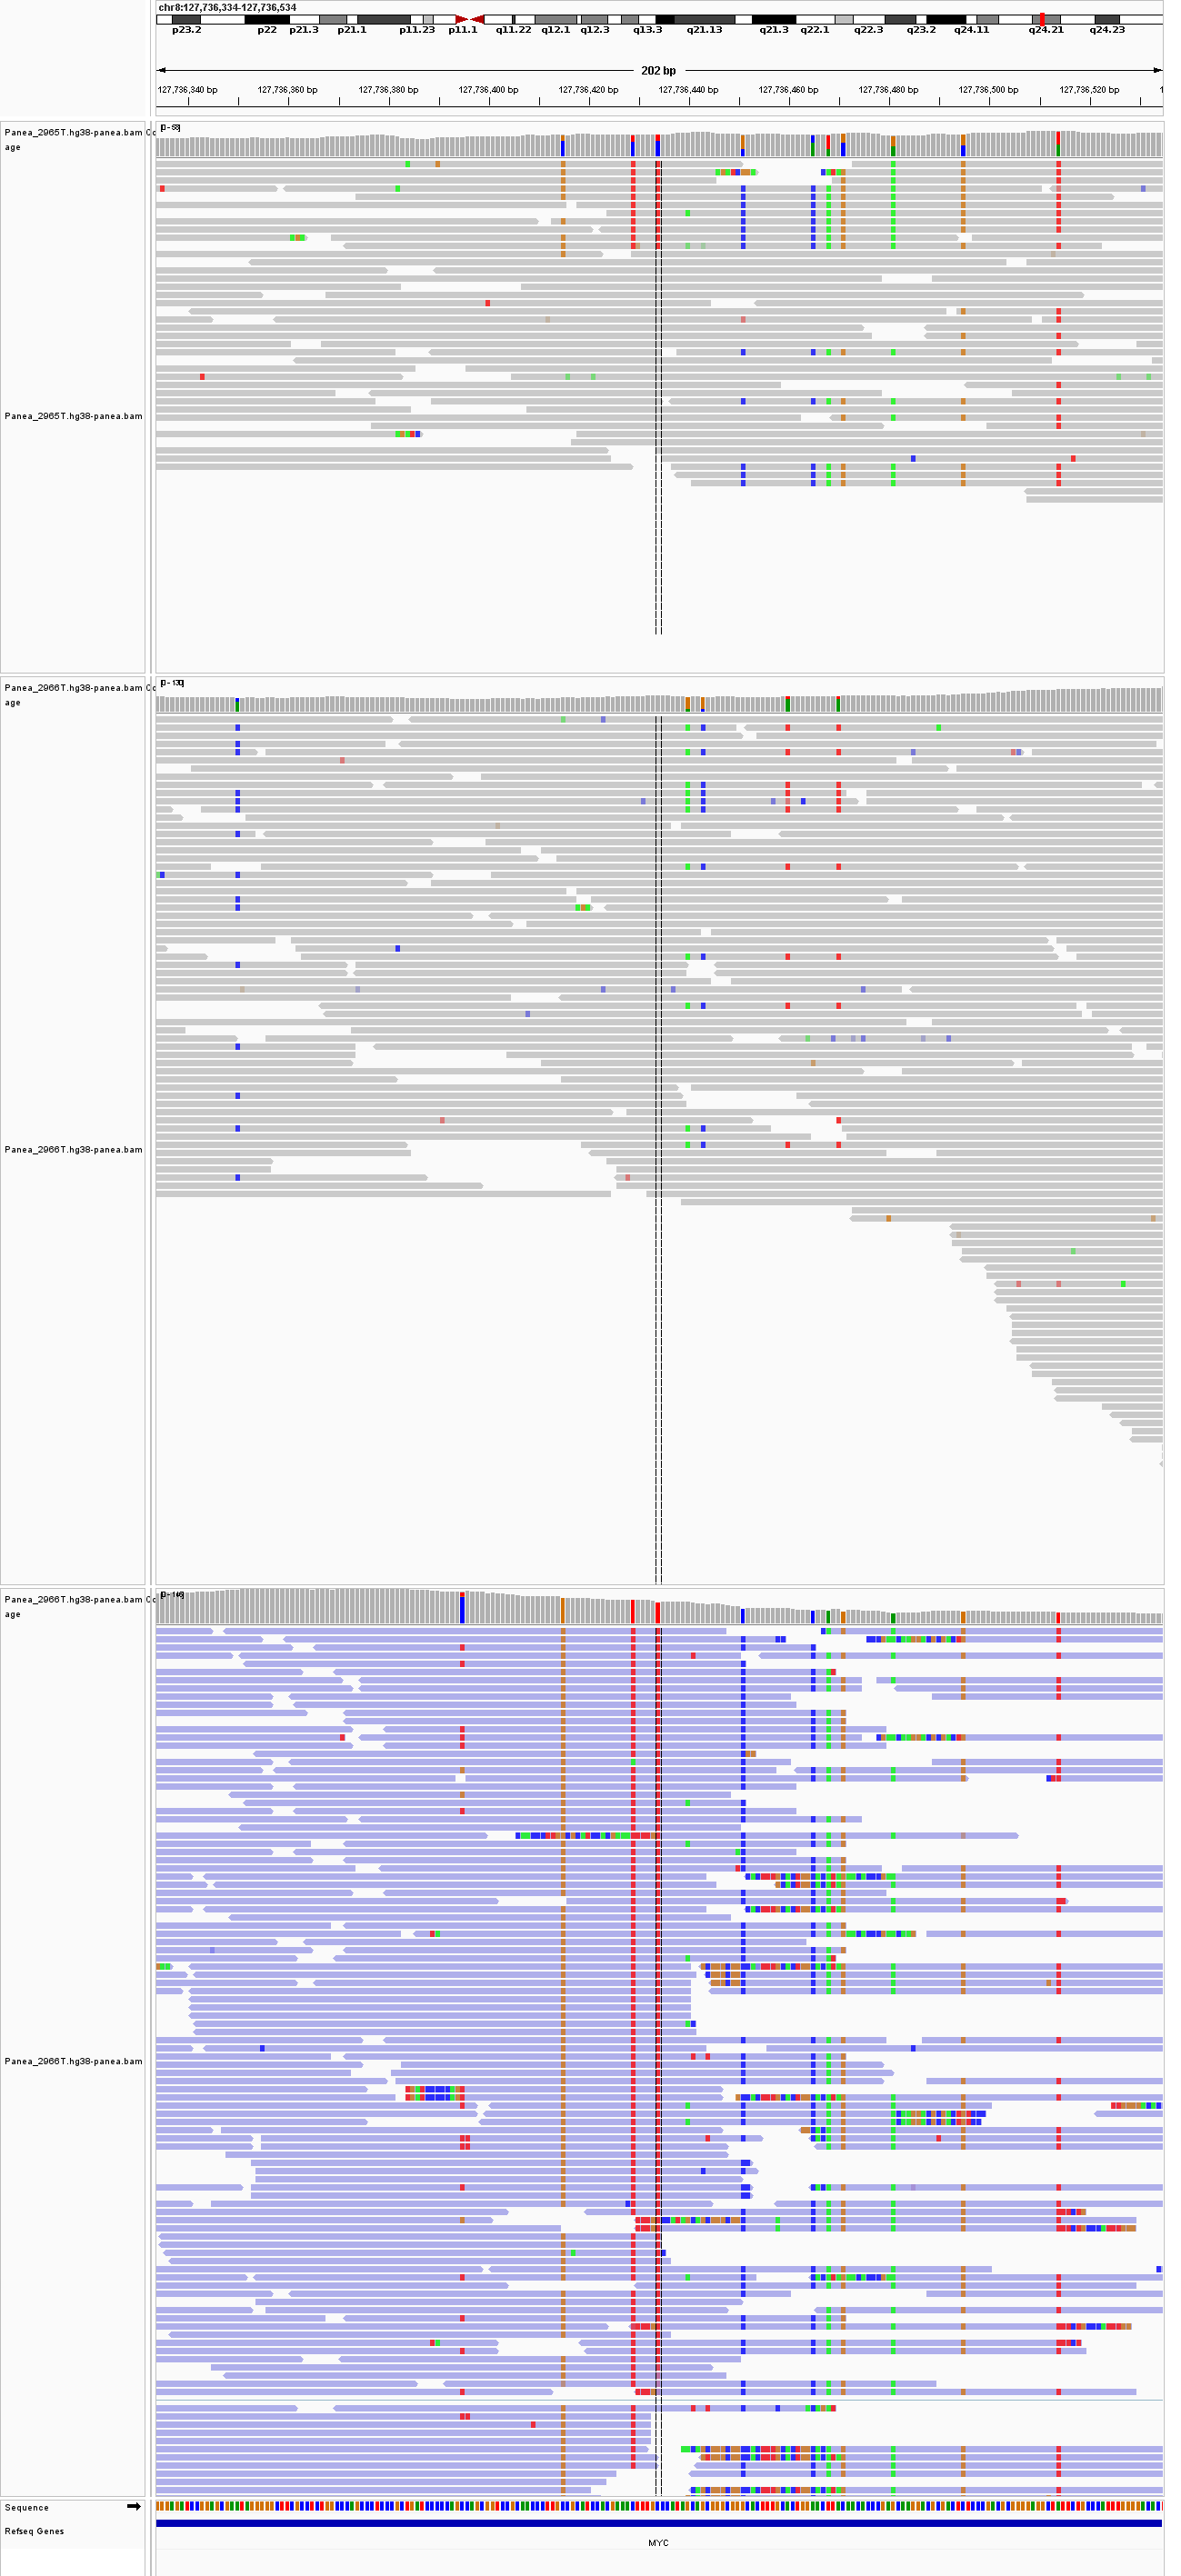 chr8:127,736,334-127,736,534
p23.2 p22 p21.3 p21.1 p11.23 p11.1 q11.22 q12.1 q12.3 q13.3 q21.13 q21.3 q22.1 q22.3 q23.2 q24.11 q24.21 q24.23
202 bp
127,736,340 bp 127,736,360 bp 127,736,380 bp 127,736,400 bp 127,736,420 bp 127,736,440 bp 127,736,460 bp 127,736,480 bp 127,736,500 bp 127,736,520 bp 1
Panea_2965T.hg38-panea.bam Co
age
Panea_2965T.hg38-panea.bam
Panea_2966T.hg38-panea.bam Co
age
[0 - 130]
Panea_2966T.hg38-panea.bam
Panea_2966T.hg38-panea.bam Co
age
Panea_2966T.hg38-panea.bam
Sequence
Refseq Genes
MYC